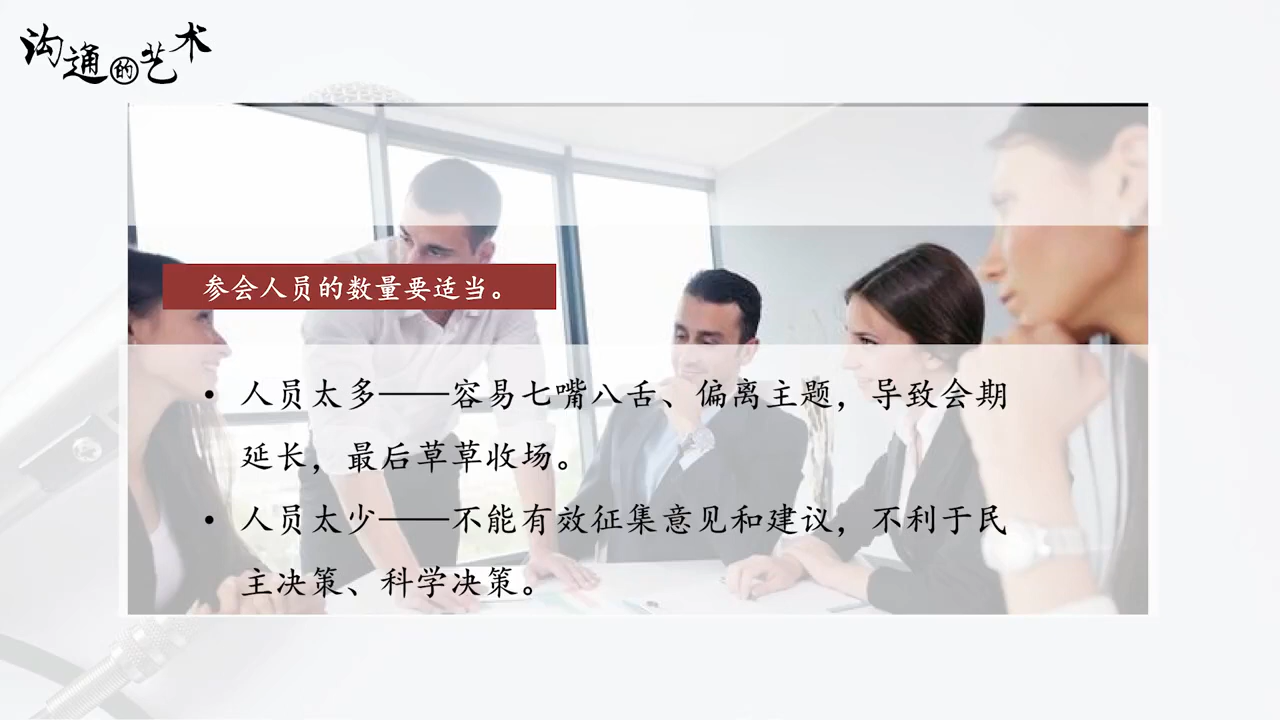 沟通的艺术
参会人员的数量要适当。
• 人员太多——容易七嘴八舌、偏离主题，导致会期
延长，最后草草收场。
• 人员太少——不能有效征集意见和建议，不利于民
主决策、科学决策。